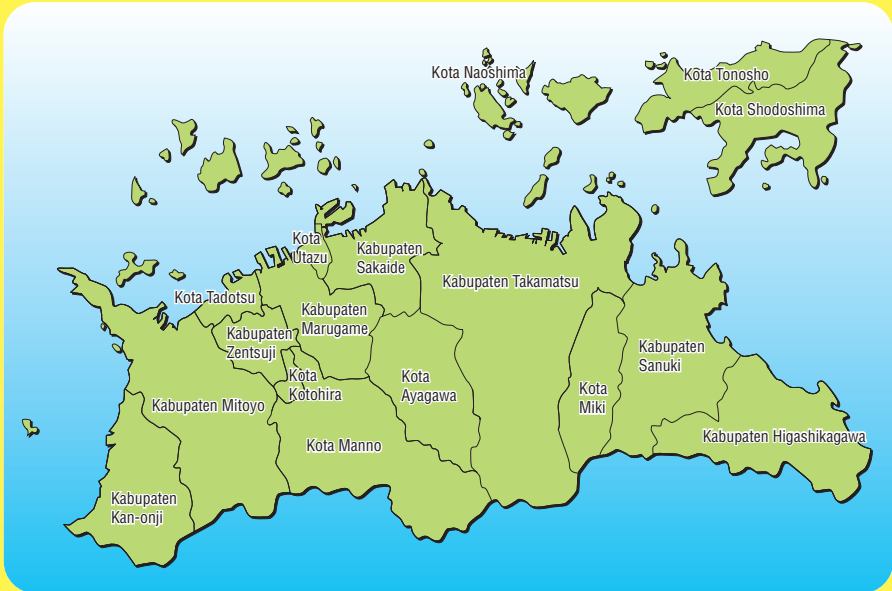 Kota Naoshima
Kota Tonosho
Kota Shodoshima
Kota
Utazu
Kabupaten
Sakaide
Kabupaten Takamatsu
Kota Tadotsu
Kabupaten
Marugame
Kabupaten
Zentsuji
Kabupaten
Sanuki
Kota
Kotohira
Kota
Ayagawa
Kota
Miki
Kabupaten Mitoyo
Kota Manno
Kabupaten Higashikagawa
Kabupaten
Kan-onji